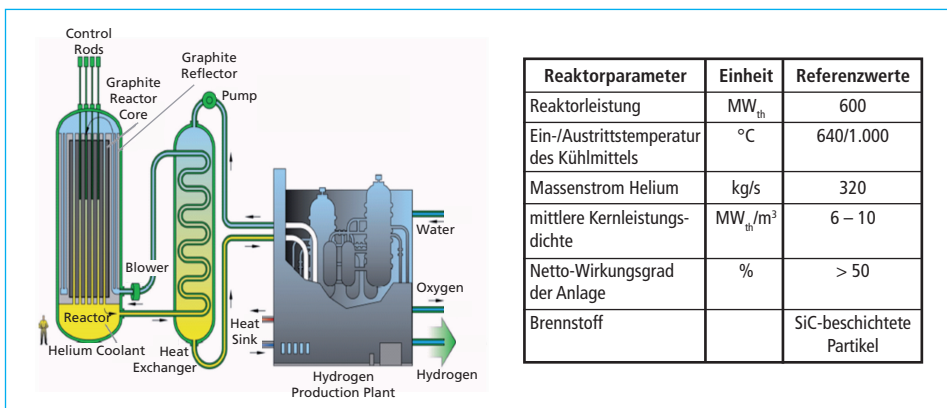 Control
Rods
Graphite
Reflector
Graphite
Reactor
Core
Pump
Water
Blower
Oxygen
Reactor
Heat
Sink
Helium Coolant
Heat
Exchanger
Hydrogen
Hydrogen
Production Plant
Reaktorparameter Einheit Referenzwerte
Reaktorleistung MWth 600
Ein-/Austrittstemperatur °C 640/1.000
des Kühlmittels
Massenstrom Helium kg/s 320
mittlere Kernleistungs- MWth/m³ 6 – 10
dichte
Netto-Wirkungsgrad % > 50
der Anlage
Brennstoff SiC-beschichtete
Partikel